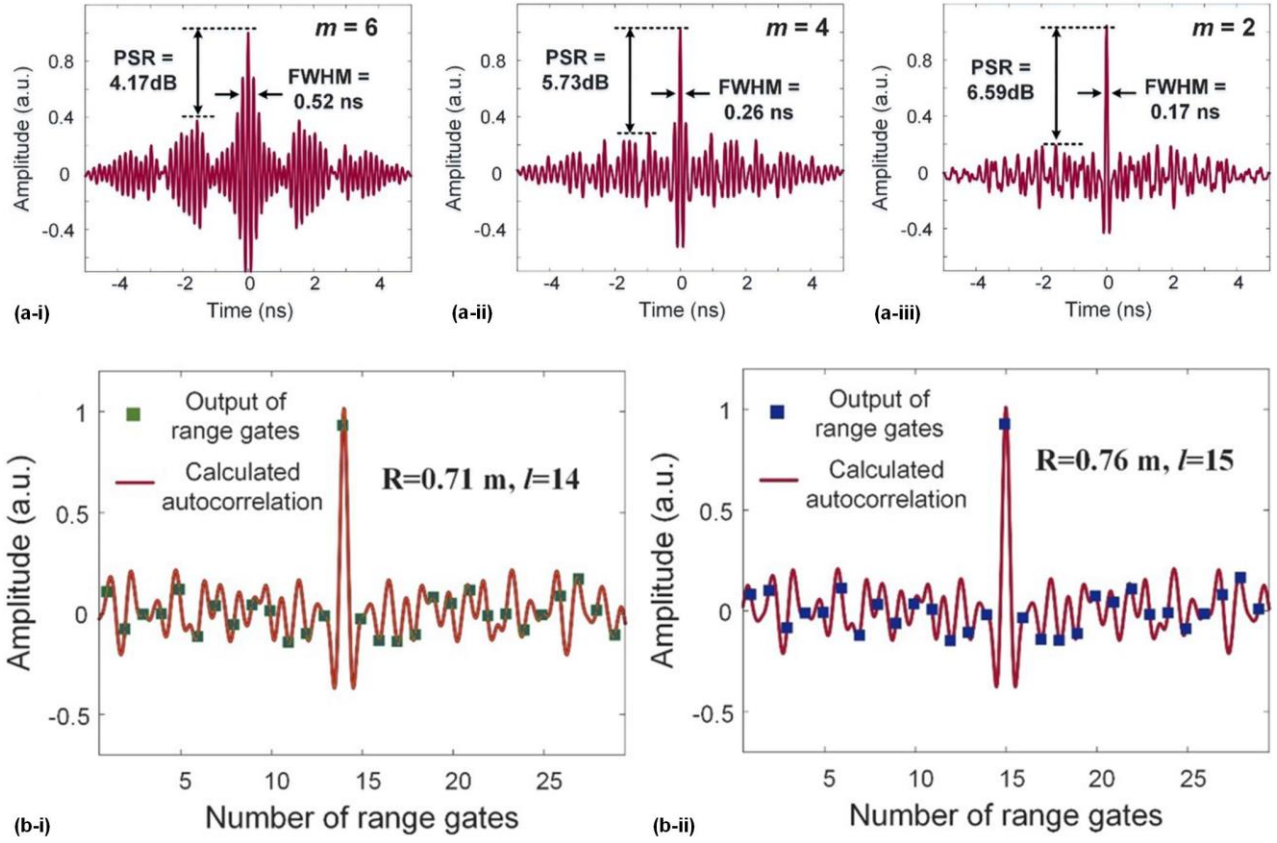 m = 6
PSR =
4.17dB
FWHM =
0.52 ns
0.8
0.4
0
-0.4
Amplitude (a.u.)
-4 -2 0 2 4
Time (ns)
(a-i)
m = 4
PSR =
5.73dB
FWHM =
0.26 ns
0.8
0.4
0
-0.4
Amplitude (a.u.)
-4 -2 0 2 4
Time (ns)
(a-ii)
m = 2
PSR =
6.59dB
FWHM =
0.17 ns
0.8
0.4
0
-0.4
Amplitude (a.u.)
-4 -2 0 2 4
Time (ns)
(a-iii)
Output of
range gates
Calculated
autocorrelation
R=0.71 m, l=14
1
0.5
0
-0.5
Amplitude (a.u.)
5 10 15 20 25
Number of range gates
(b-i)
Output of
range gates
Calculated
autocorrelation
R=0.76 m, l=15
1
0.5
0
-0.5
Amplitude (a.u.)
5 10 15 20 25
Number of range gates
(b-ii)